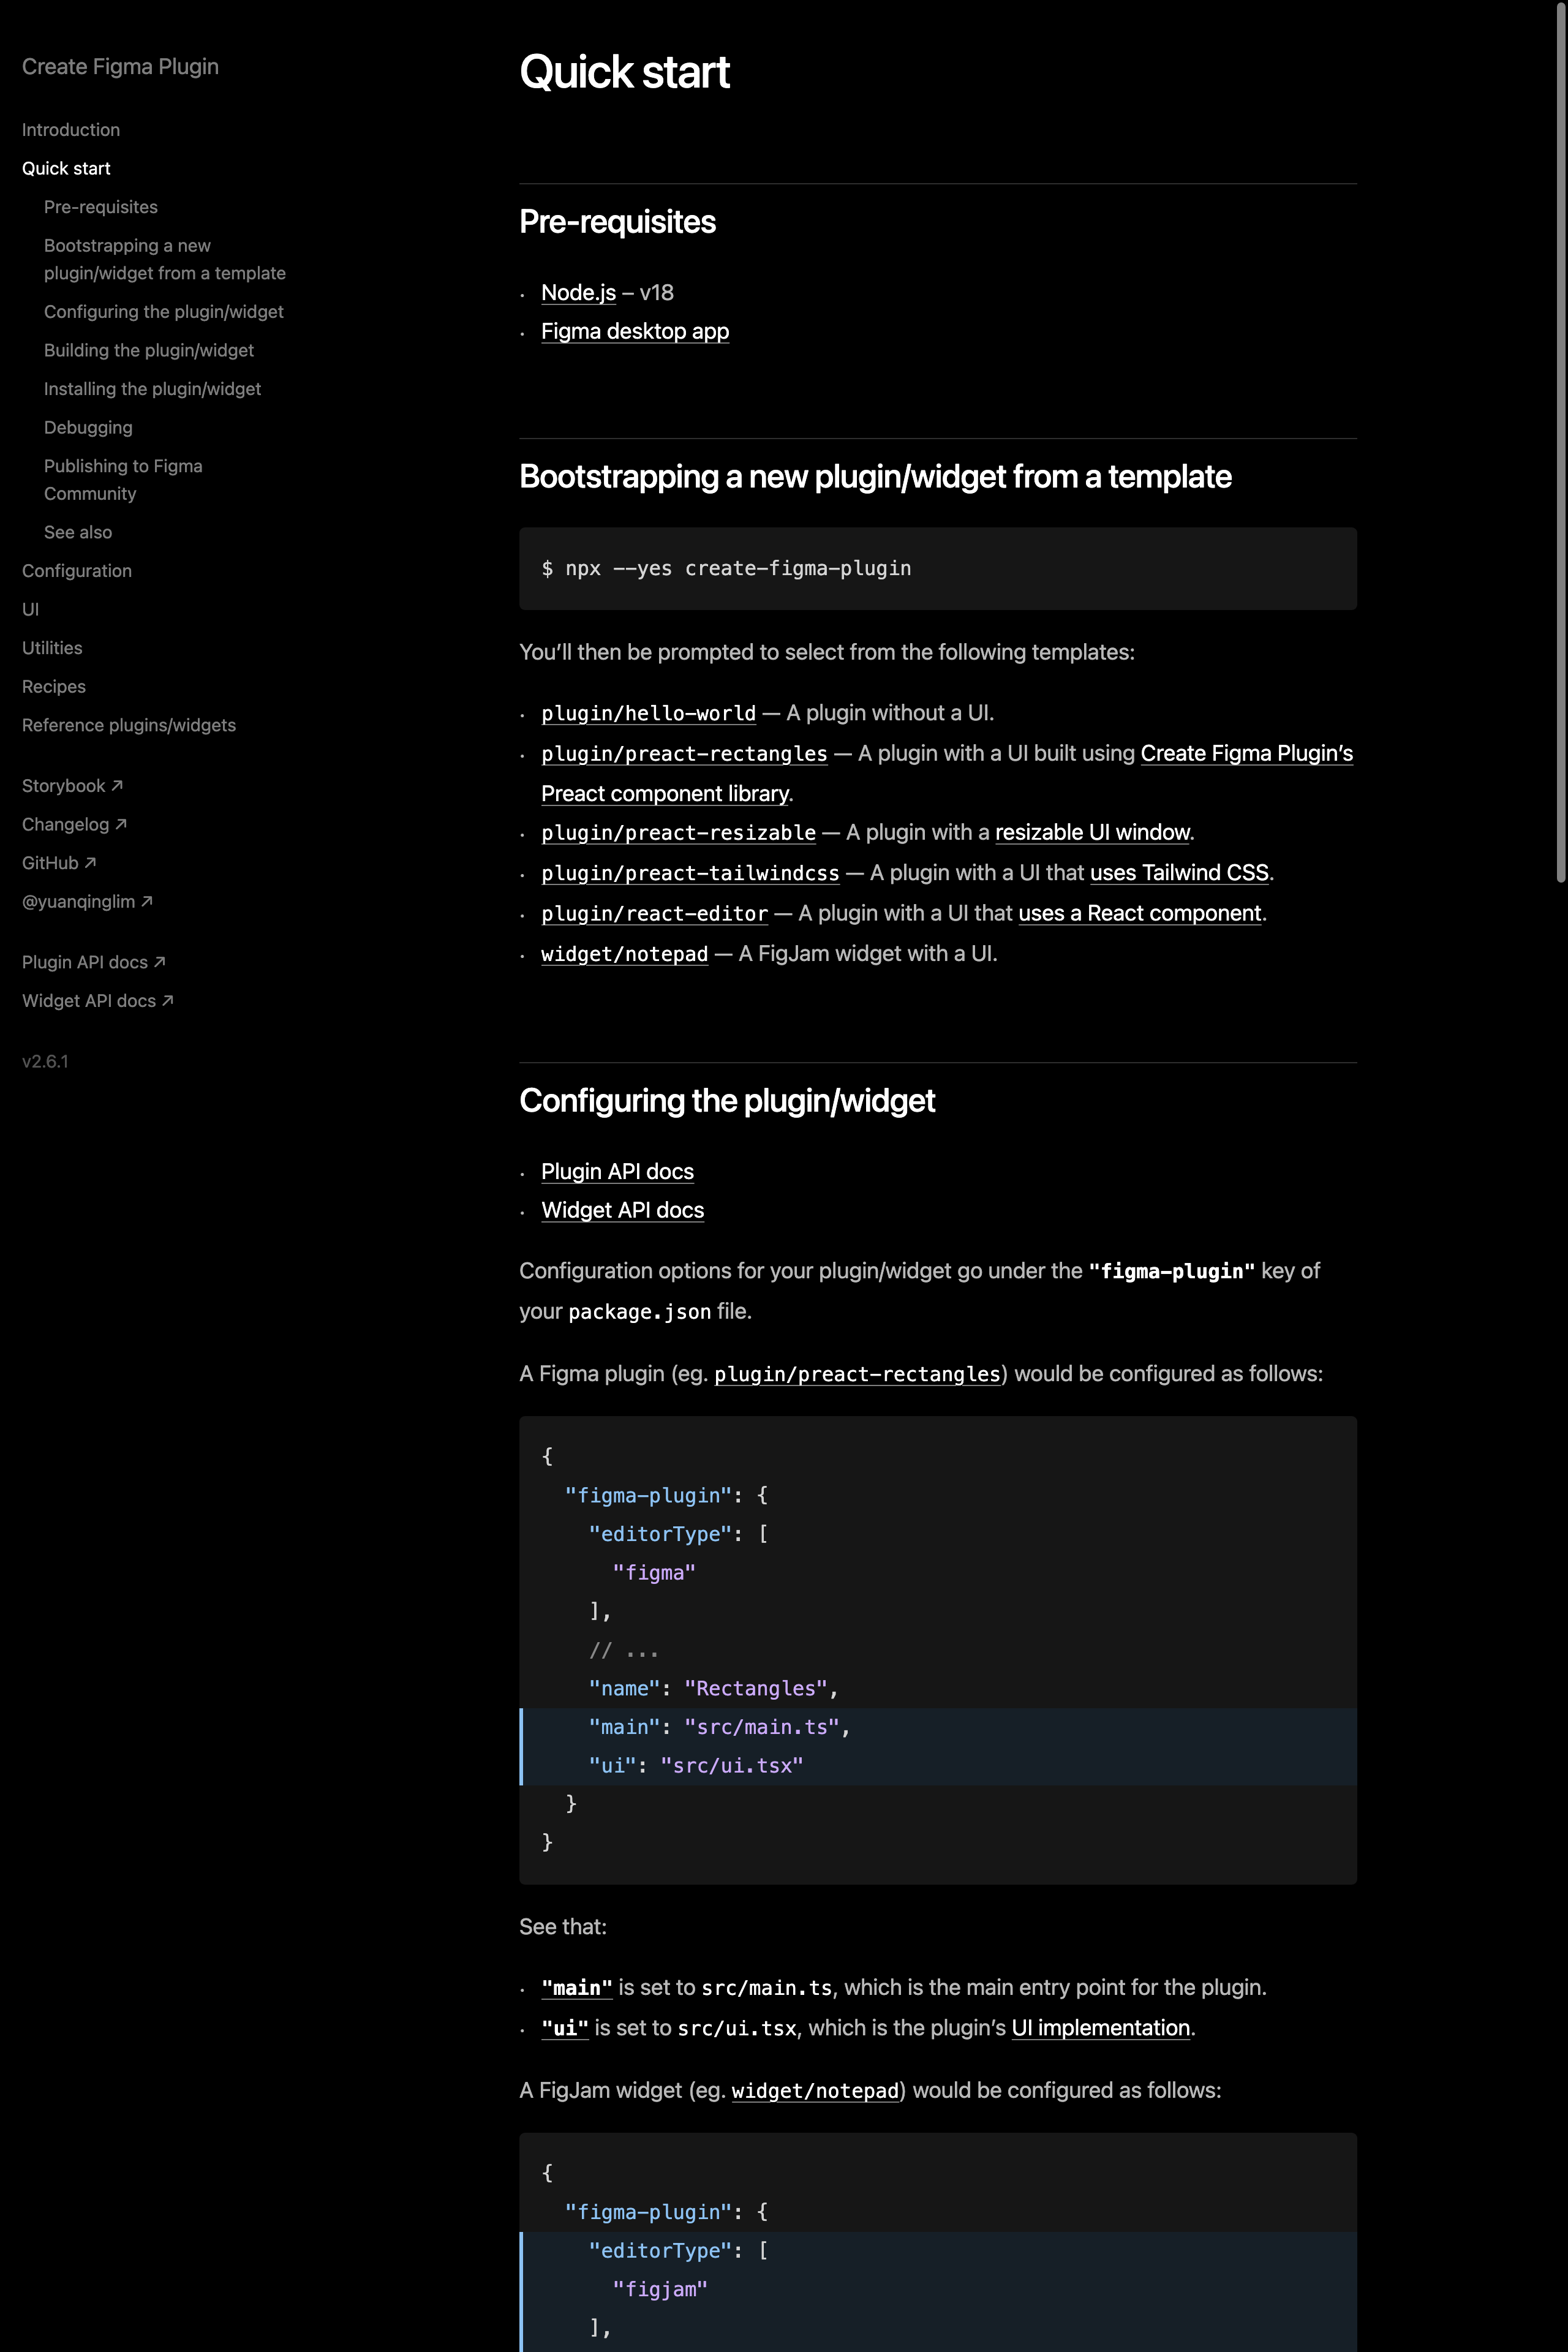 Create Figma Plugin
Introduction
Quick start
Pre-requisites
Bootstrapping a new
plugin/widget from a template
Configuring the plugin/widget
Building the plugin/widget
Installing the plugin/widget
Debugging
Publishing to Figma
Community
See also
Configuration
UI
Utilities
Recipes
Reference plugins/widgets
Storybook ↗
Changelog ↗
GitHub ↗
@yuanqinglim ↗
Plugin API docs ↗
Widget API docs ↗
v2.6.1
Quick start
Pre-requisites
· Node.js – v18
· Figma desktop app
Bootstrapping a new plugin/widget from a template
$ npx --yes create-figma-plugin
You’ll then be prompted to select from the following templates:
· plugin/hello-world — A plugin without a UI.
· plugin/preact-rectangles — A plugin with a UI built using Create Figma Plugin’s
Preact component library.
· plugin/preact-resizable — A plugin with a resizable UI window.
· plugin/preact-tailwindcss — A plugin with a UI that uses Tailwind CSS.
· plugin/react-editor — A plugin with a UI that uses a React component.
· widget/notepad — A FigJam widget with a UI.
Configuring the plugin/widget
· Plugin API docs
· Widget API docs
Configuration options for your plugin/widget go under the "figma-plugin" key of
your package.json file.
A Figma plugin (eg. plugin/preact-rectangles) would be configured as follows:
{
"figma-plugin": {
"editorType": [
"figma"
],
// ...
"name": "Rectangles",
"main": "src/main.ts",
"ui": "src/ui.tsx"
}
}
See that:
· "main" is set to src/main.ts, which is the main entry point for the plugin.
· "ui" is set to src/ui.tsx, which is the plugin’s UI implementation.
A FigJam widget (eg. widget/notepad) would be configured as follows:
{
"figma-plugin": {
"editorType": [
"figjam"
],